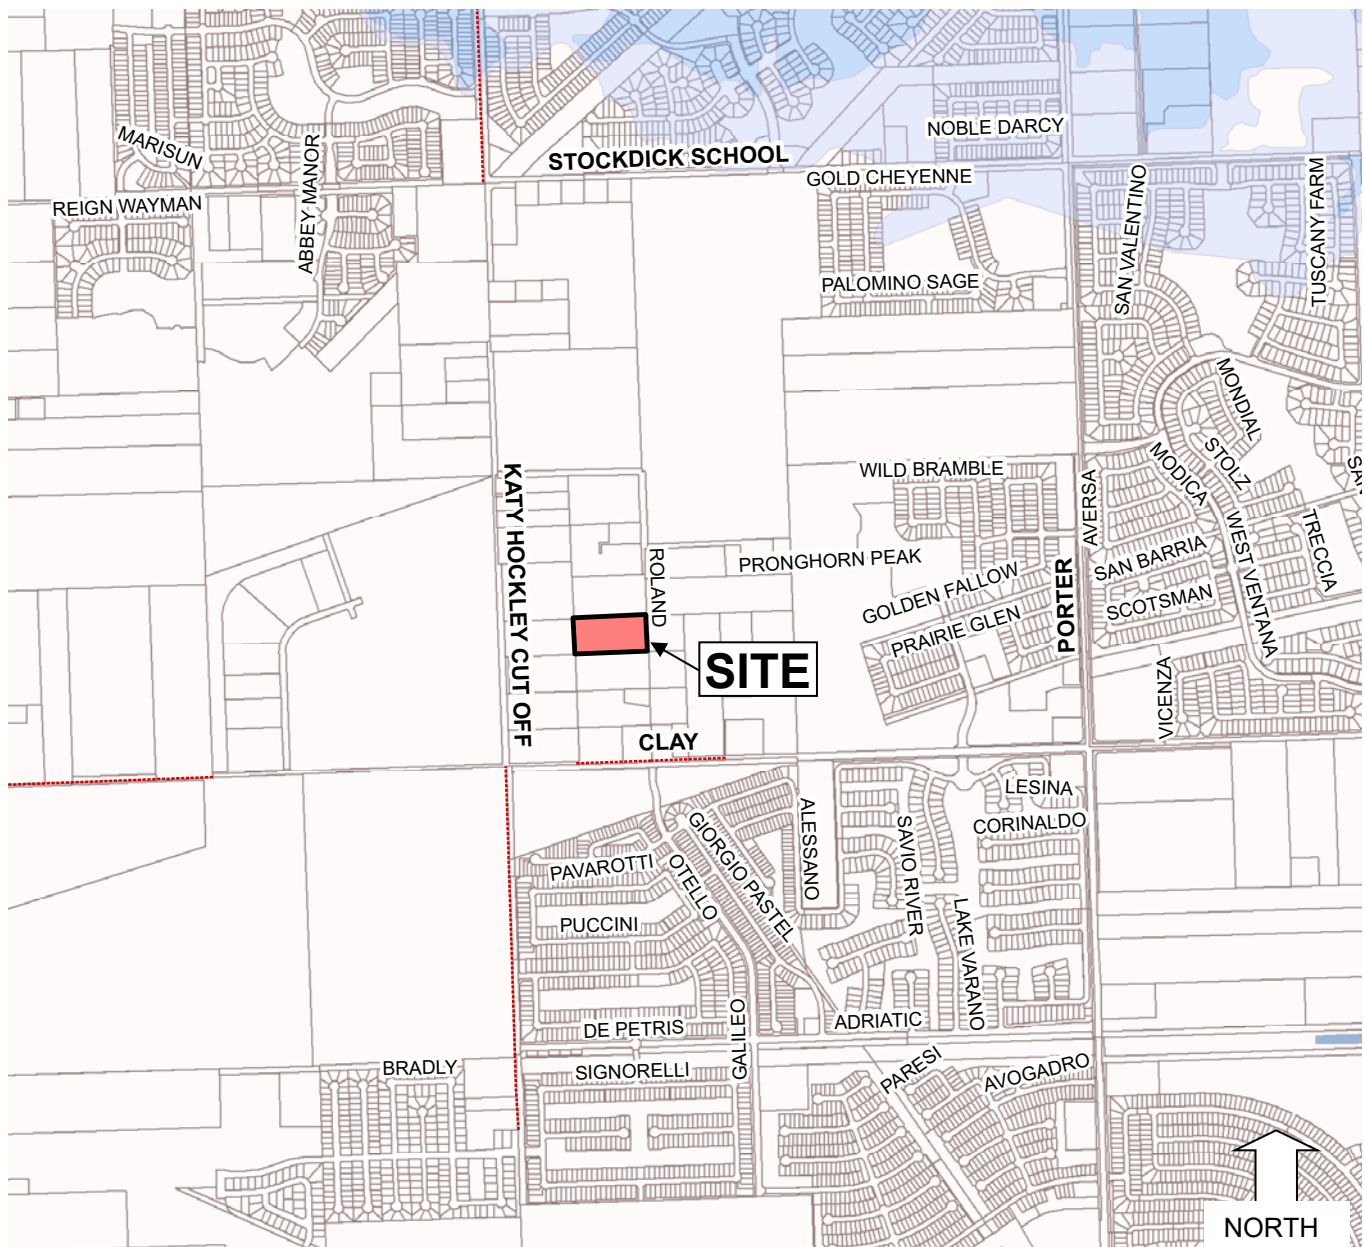 NOBLE DARCY
MARISUN
STOCKDICK SCHOOL
ABBEY MANOR
GOLD CHEYENNE
REIGN WAYMAN
SAN VALENTINO
TUSCANY FARM
PALOMINO SAGE
MONDIAL
STOLZ
MODICA
WILD BRAMBLE
SAN
KATY HOCKLEY CUT OFF
AVERSA
WEST VENTANA
TRECCIA
ROLAND
PRONGHORN PEAK
SAN BARRIA
GOLDEN FALLOW
PORTER
SCOTSMAN
PRAIRIE GLEN
SITE
VICENZA
CLAY
LESINA
ALESSANO
SAVIO RIVER
CORINALDO
GIORGIO PASTEL
PAVAROTTI
OTELLO
PUCCINI
LAKE VARANO
DE PETRIS
GALILEO
ADRIATIC
BRADLY
SIGNORELLI
PARESI
AVOGADRO
NORTH